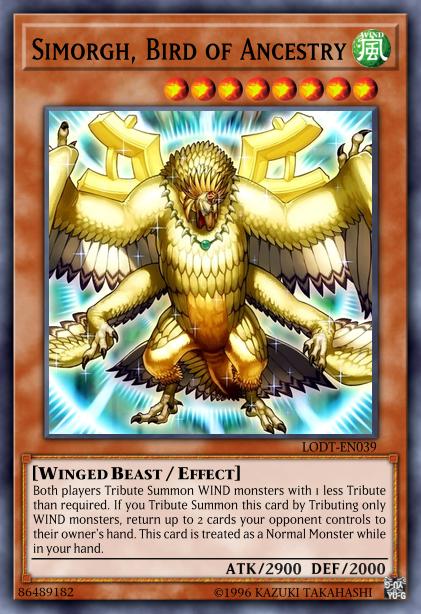 SIMORGH, BIRD OF ANCESTRY
WIND
風
LODT-EN039
[WINGED BEAST / EFFECT]
Both players Tribute Summon WIND monsters with 1 less Tribute
than required. If you Tribute Summon this card by Tributing only
WIND monsters, return up to 2 cards your opponent controls to
their owner's hand. This card is treated as a Normal Monster while
in your hand.
ATK/2900 DEF/2000
86489182
©1996 KAZUKI TAKAHASHI